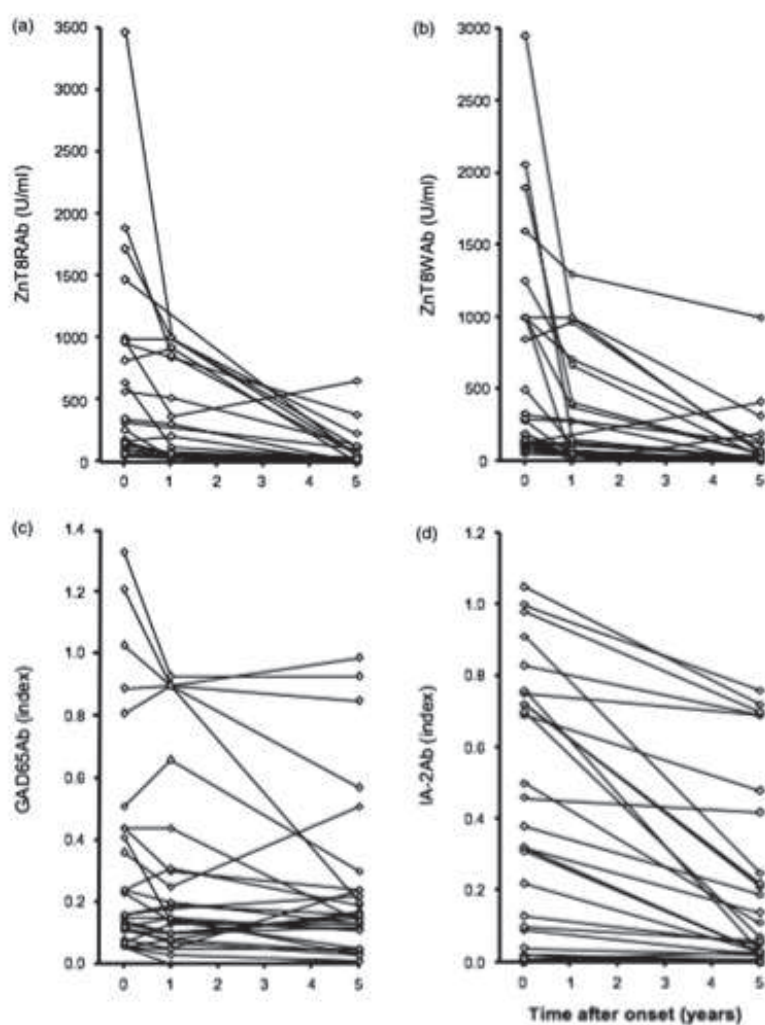 (a)
ZnT8RAb (U/ml)
3500
3000
2500
2000
1500
1000
500
0
0 1 2 3 4 5
(b)
ZnT8WAb (U/ml)
3000
2500
2000
1500
1000
500
0
0 1 2 3 4 5
(c)
GAD65Ab (index)
1.4
1.2
1.0
0.8
0.6
0.4
0.2
0.0
0 1 2 3 4 5
(d)
IA-2Ab (index)
1.2
1.0
0.8
0.6
0.4
0.2
0.0
0 1 2 3 4 5
Time after onset (years)